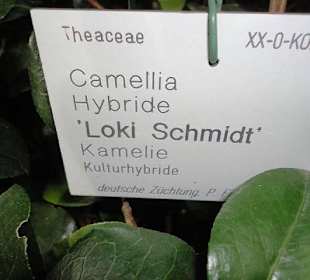 Theaceae XX-0-KO
Camellia
Hybride
'Loki Schmidt'
Kamelie
Kulturhybride
deutsche Züchtung, P.